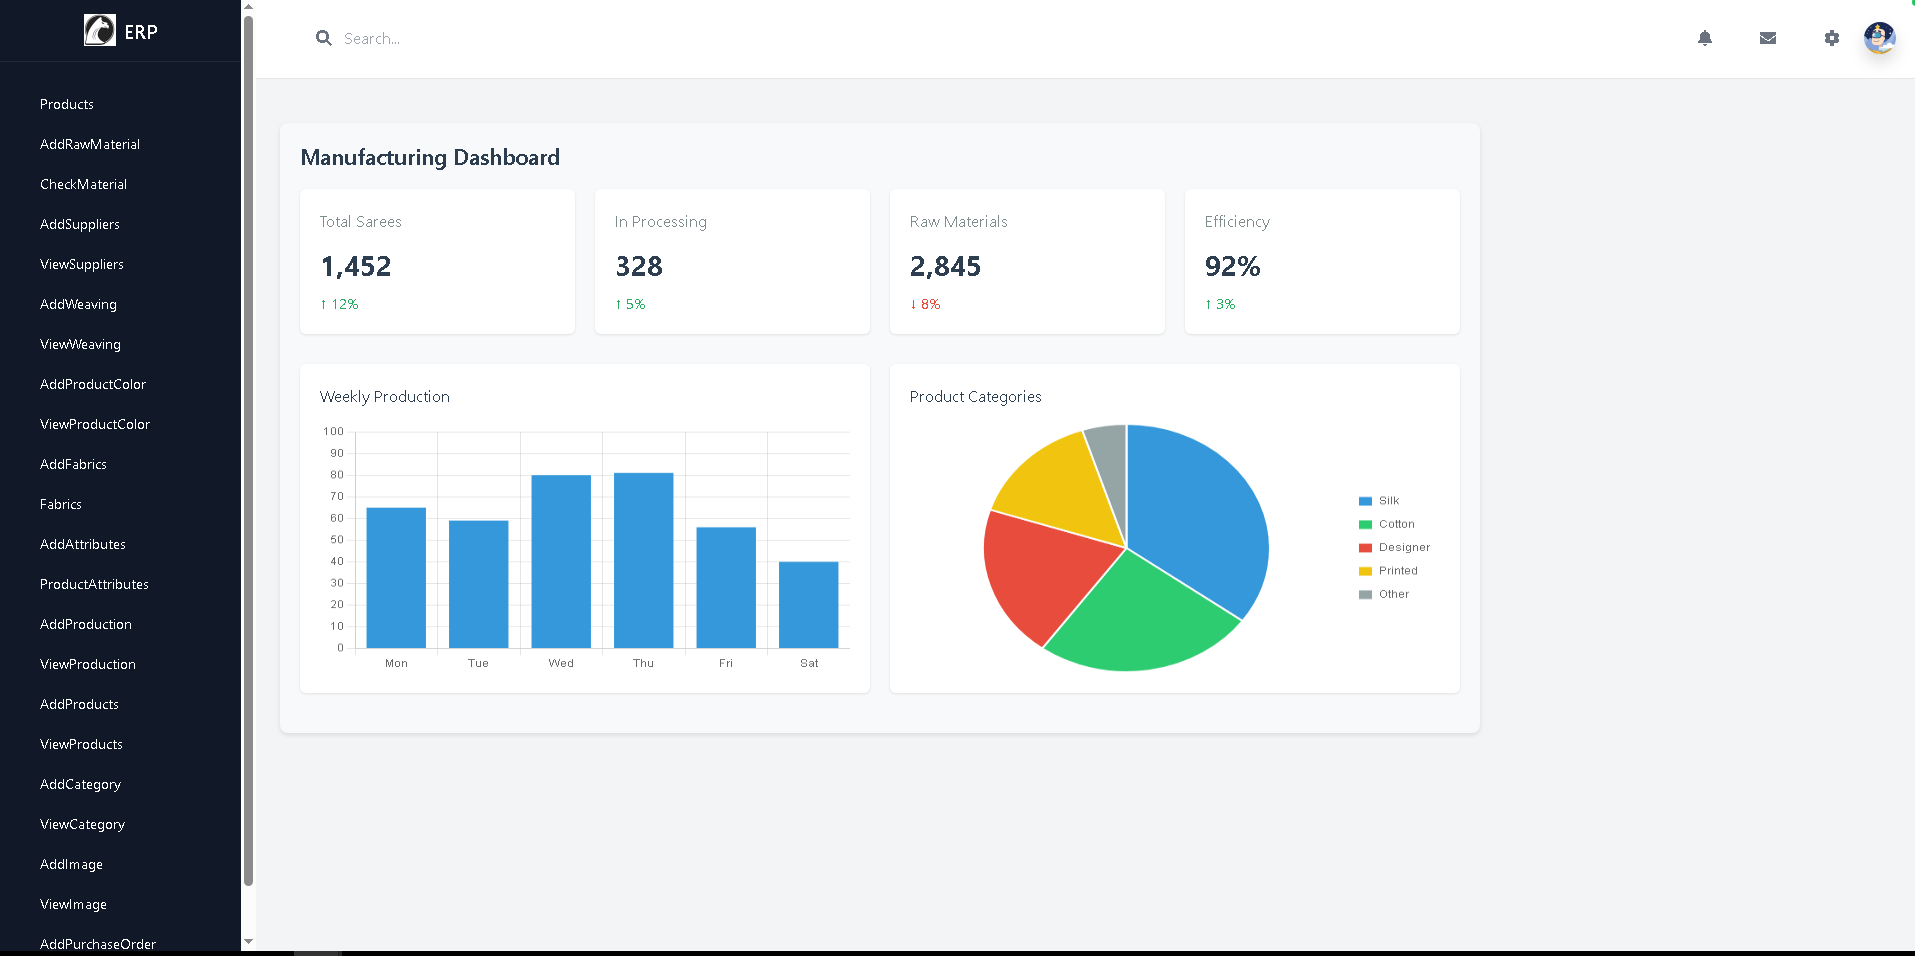 ERP
Products
AddRawMaterial
CheckMaterial
AddSuppliers
ViewSuppliers
AddWeaving
ViewWeaving
AddProductColor
ViewProductColor
AddFabrics
Fabrics
AddAttributes
ProductAttributes
AddProduction
ViewProduction
AddProducts
ViewProducts
AddCategory
ViewCategory
AddImage
ViewImage
AddPurchaseOrder
Search...
Manufacturing Dashboard
Total Sarees
1,452
↑ 12%
In Processing
328
↑ 5%
Raw Materials
2,845
↓ 8%
Efficiency
92%
↑ 3%
Weekly Production
100
90
80
70
60
50
40
30
20
10
0
Mon Tue Wed Thu Fri Sat
Product Categories
Silk
Cotton
Designer
Printed
Other